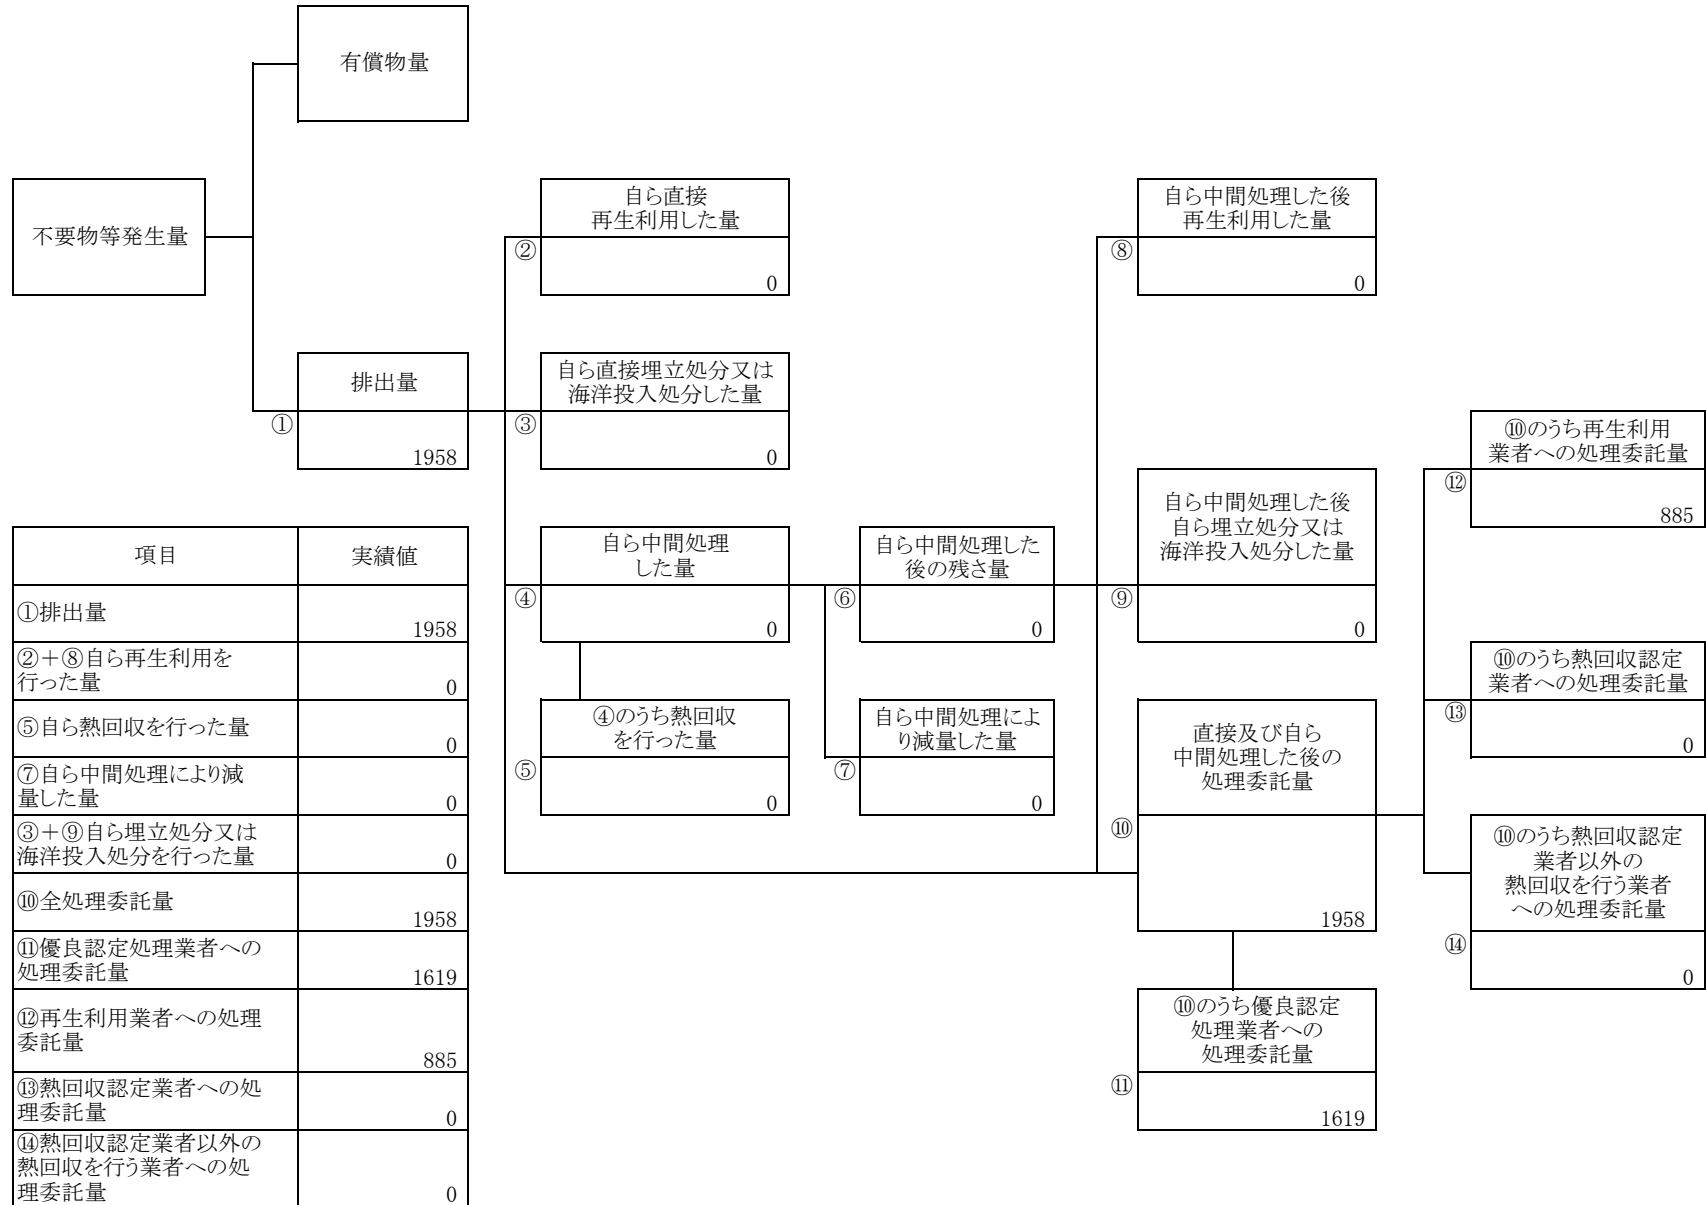 有償物量
不要物等発生量
自ら直接
再生利用した量
②
0
自ら中間処理した後
再生利用した量
⑧
0
排出量
①
1958
自ら直接埋立処分又は
海洋投入処分した量
③
0
⑩のうち再生利用
業者への処理委託量
⑫
885
自ら中間処理
した量
④
0
自ら中間処理した
後の残さ量
⑥
0
自ら中間処理した後
自ら埋立処分又は
海洋投入処分した量
⑨
0
⑩のうち熱回収認定
業者への処理委託量
⑬
0
④のうち熱回収
を行った量
⑤
0
自ら中間処理によ
り減量した量
⑦
0
直接及び自ら
中間処理した後の
処理委託量
⑩
1958
⑩のうち熱回収認定
業者以外の
熱回収を行う業者
への処理委託量
⑭
0
⑩のうち優良認定
処理業者への
処理委託量
⑪
1619
項目 実績値
①排出量
1958
②+⑧自ら再生利用を
行った量
0
⑤自ら熱回収を行った量
0
⑦自ら中間処理により減
量した量
0
③+⑨自ら埋立処分又は
海洋投入処分を行った量
0
⑩全処理委託量
1958
⑪優良認定処理業者への
処理委託量
1619
⑫再生利用業者への処理
委託量
885
⑬熱回収認定業者への処
理委託量
0
⑭熱回収認定業者以外の
熱回収を行う業者への処
理委託量
0